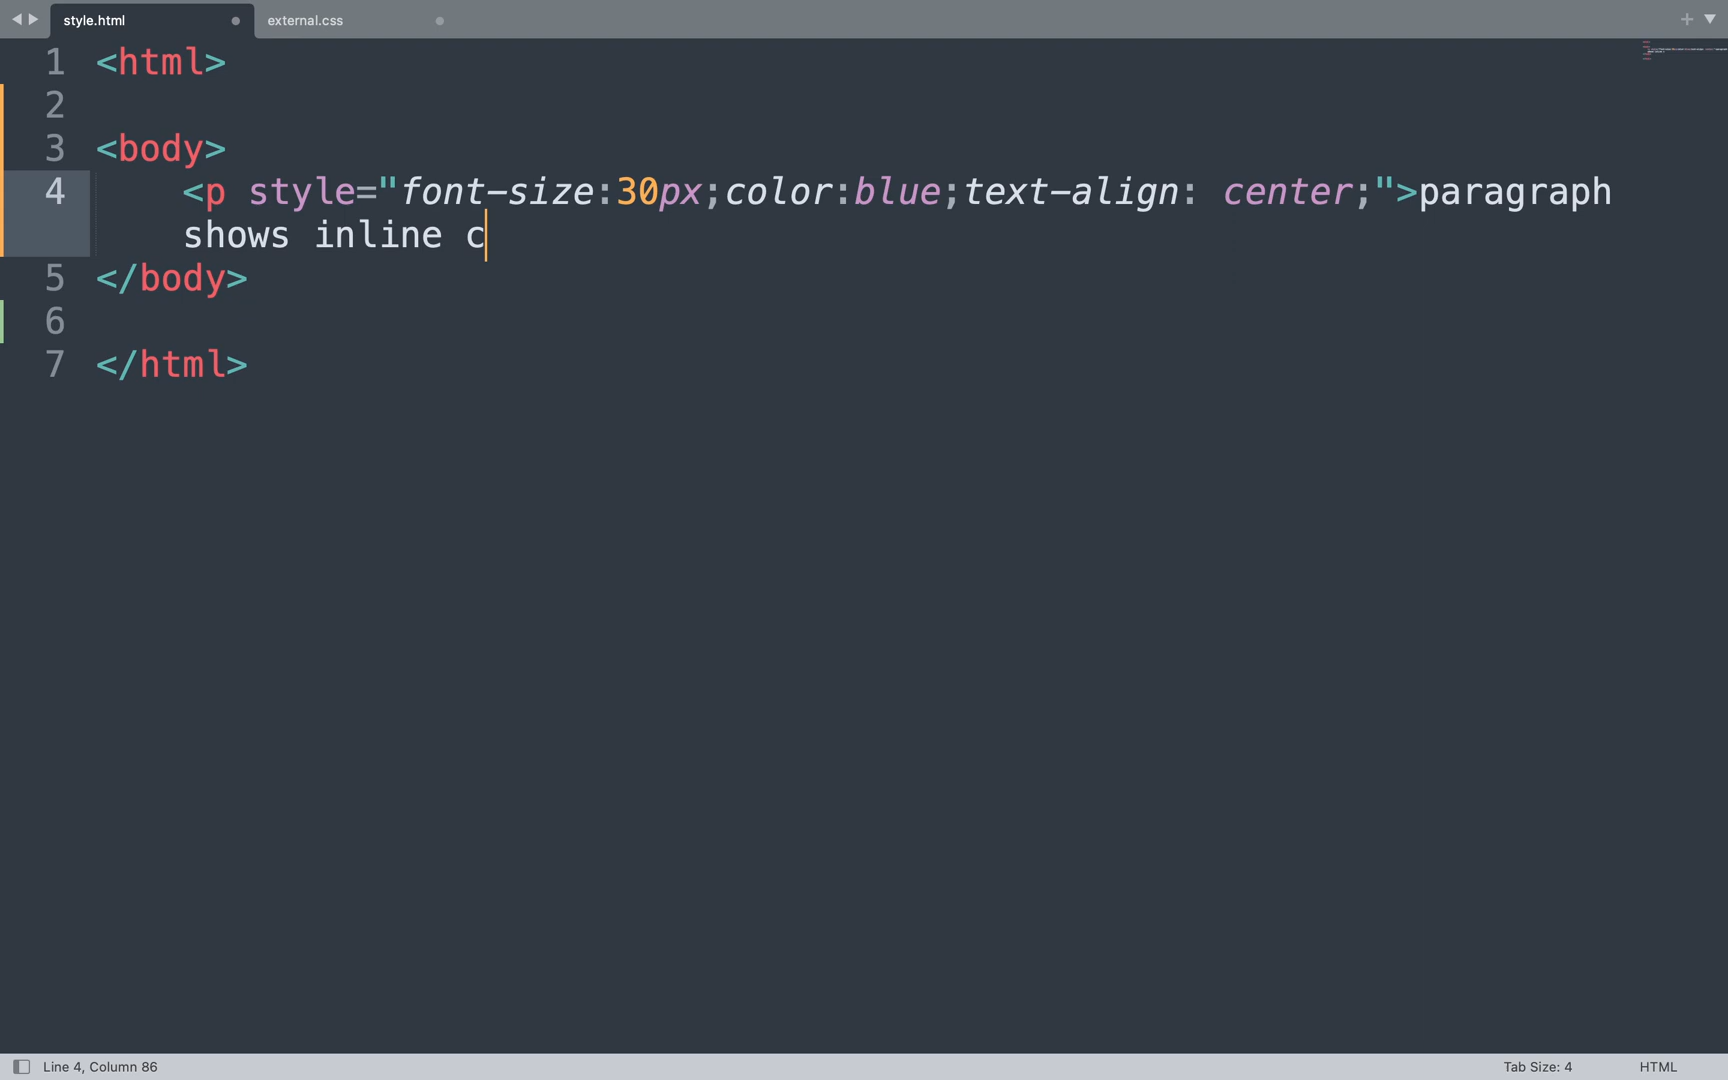 style.html
external.css
1 <html>
2
3 <body>
4 <p style="font-size:30px;color:blue;text-align: center;">paragraph
shows inline c
5 </body>
6
7 </html>
Line 4, Column 86
Tab Size: 4
HTML